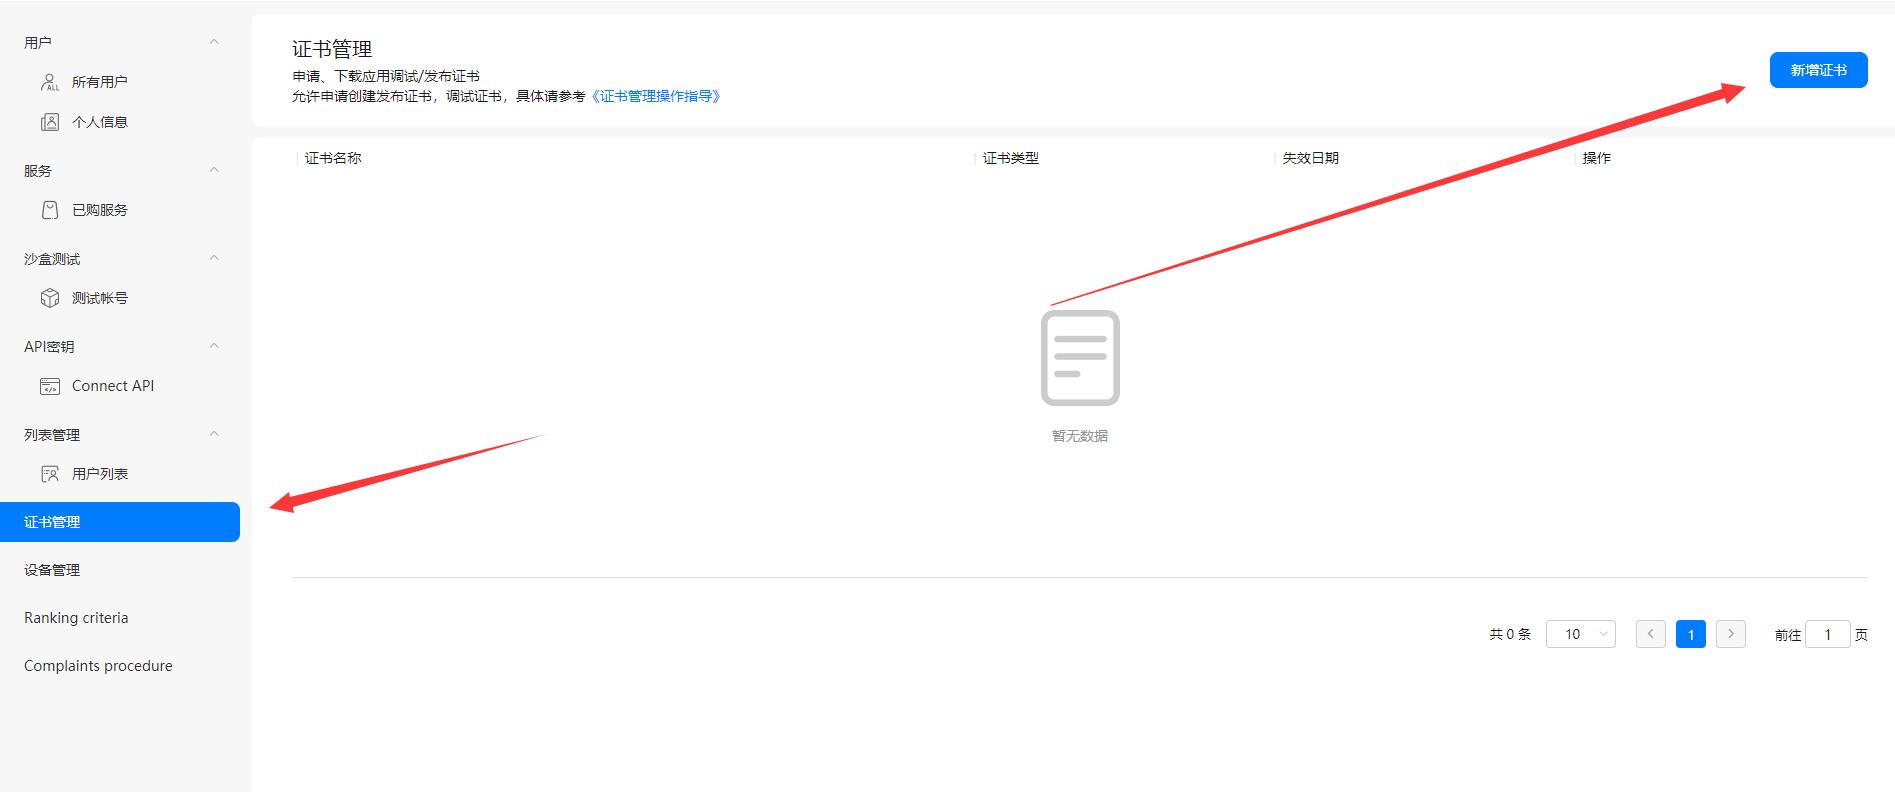 用户
所有用户
个人信息
服务
已购服务
沙盒测试
测试帐号
API密钥
Connect API
列表管理
用户列表
证书管理
设备管理
Ranking criteria
Complaints procedure
证书管理
申请、下载应用调试/发布证书
允许申请创建发布证书，调试证书，具体请参考《证书管理操作指导》
新增证书
证书名称 证书类型 失效日期 操作
暂无数据
共 0 条 10 1 前往 1 页